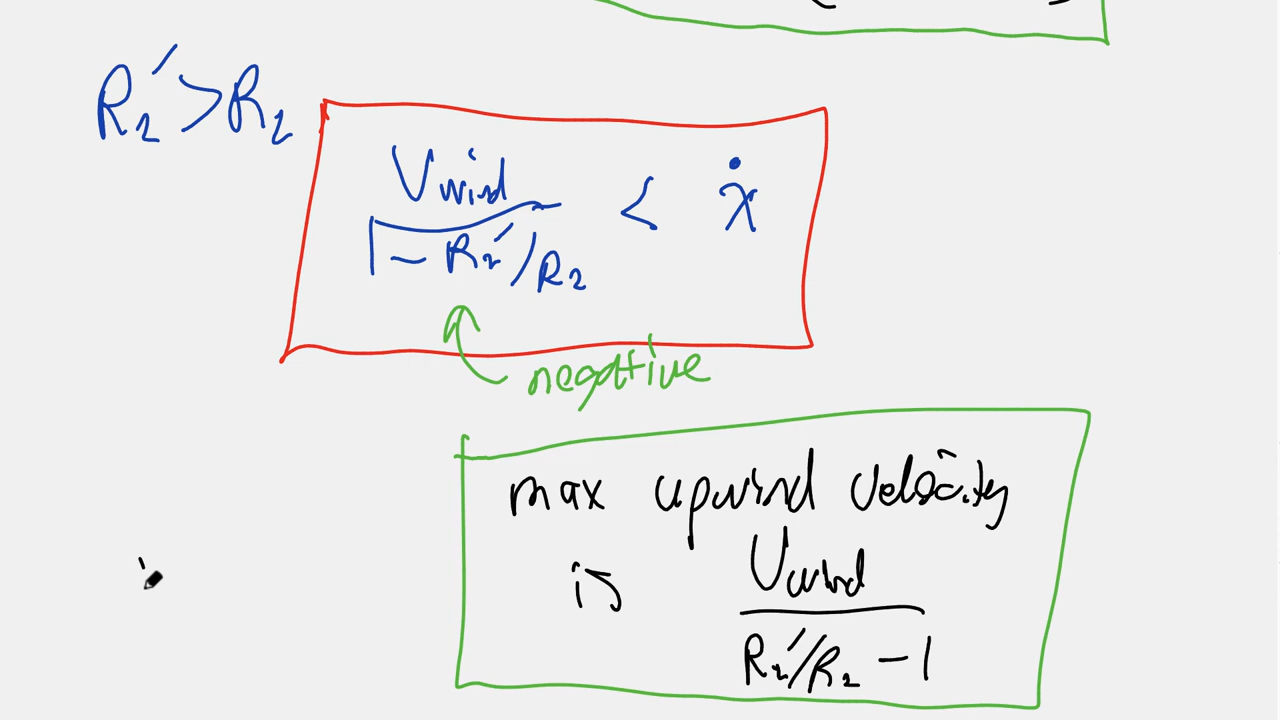 R₂′ > R₂
Vwind / (1 − R₂′/R₂) < ẋ
negative
max upwind velocity
is Vwind / (R₂′/R₂ − 1)